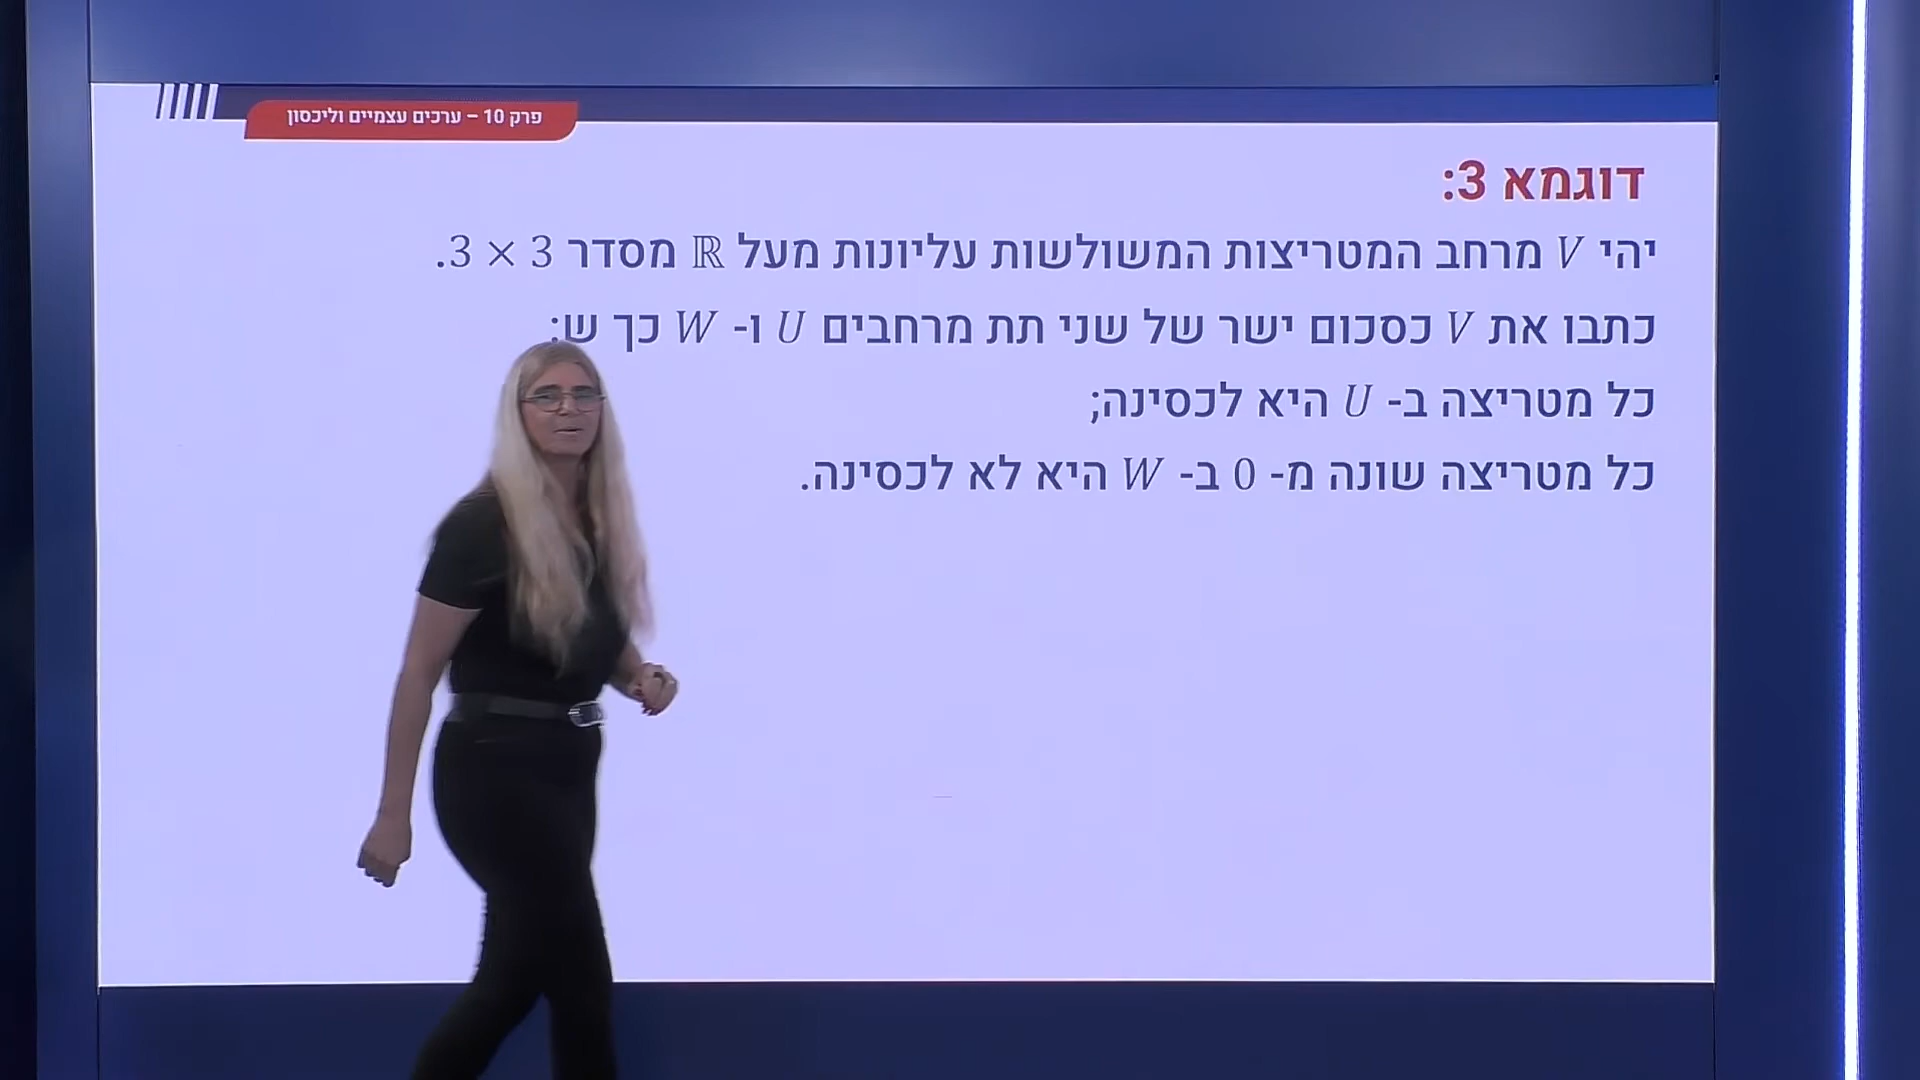 פרק 10 – ערכים עצמיים וליכסון
דוגמא 3:
יהי V מרחב המטריצות המשולשות עליונות מעל ℝ מסדר 3 × 3.
כתבו את V כסכום ישר של שני תת מרחבים U ו- W כך ש:
כל מטריצה ב- U היא לכסינה;
כל מטריצה שונה מ- 0 ב- W היא לא לכסינה.